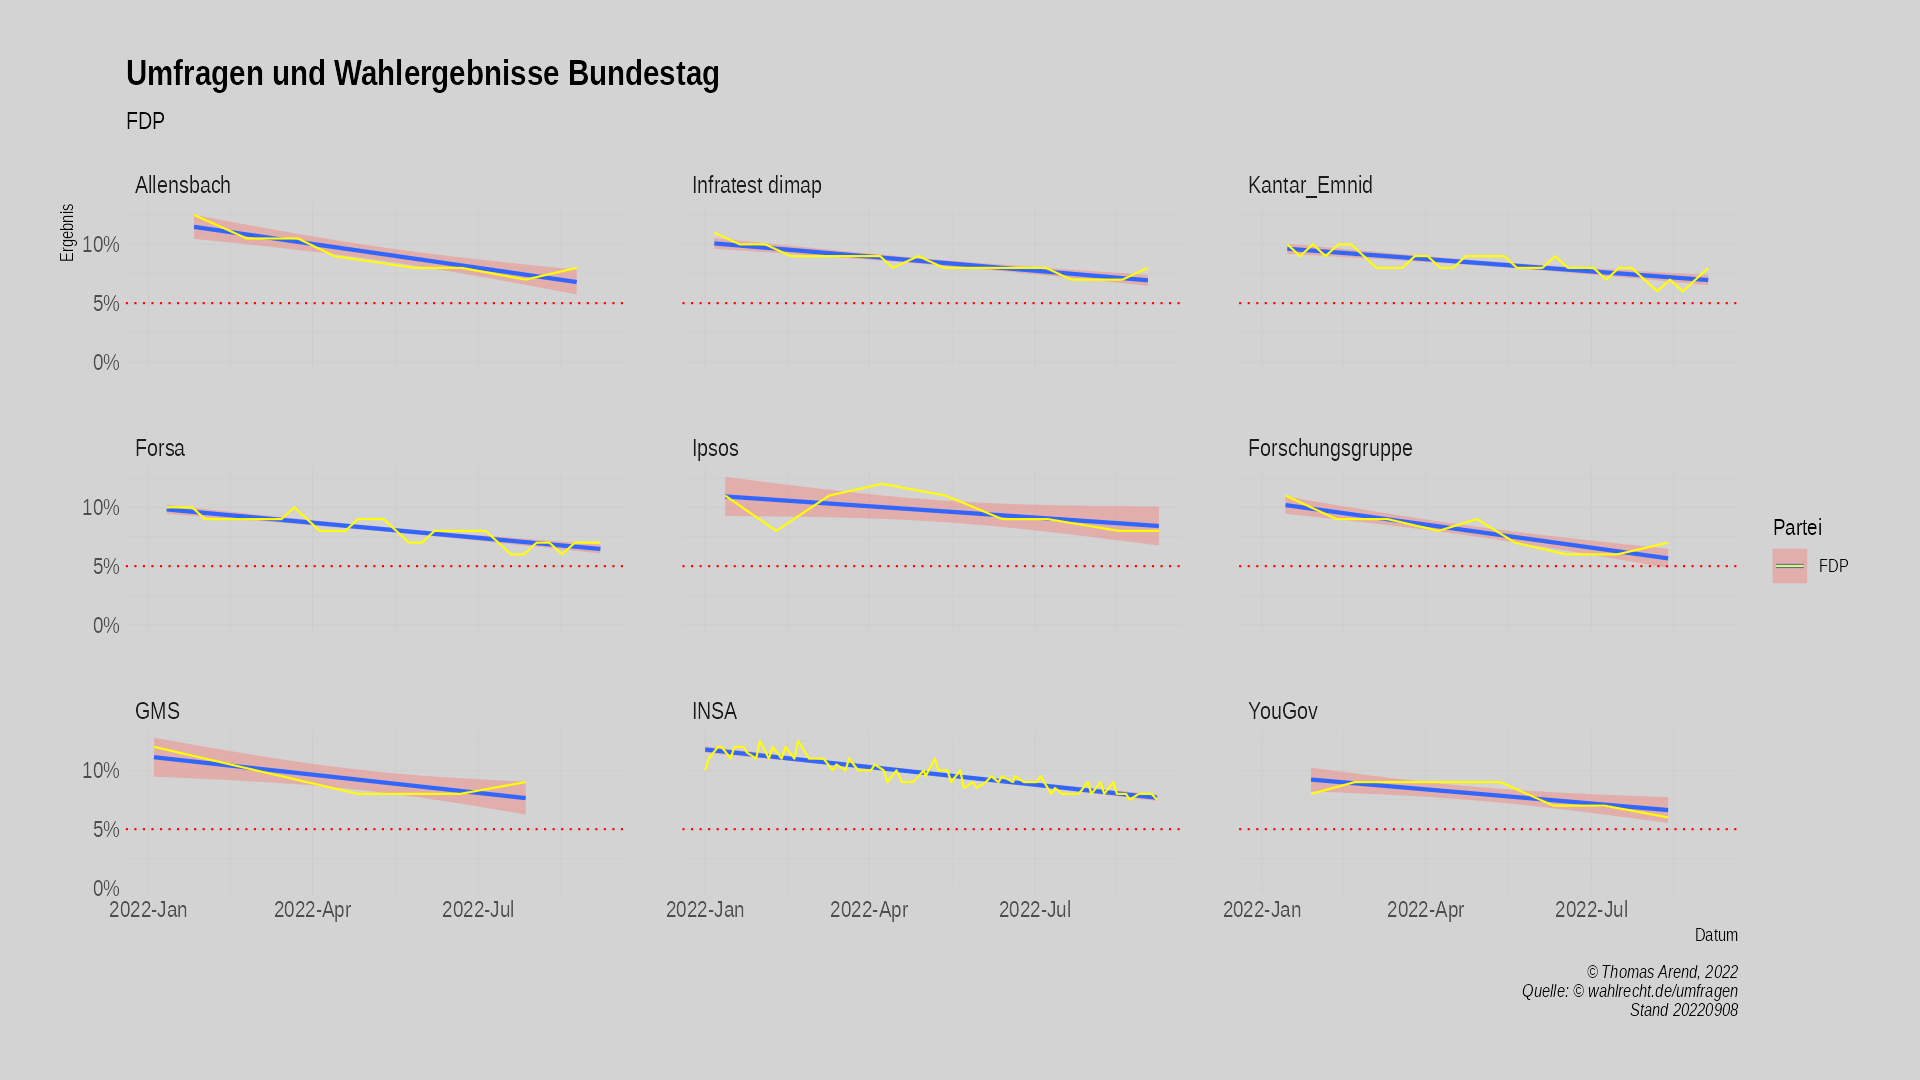 Umfragen und Wahlergebnisse Bundestag
FDP
Allensbach
Infratest dimap
Kantar_Emnid
Ergebnis
10%
5%
0%
Forsa
Ipsos
Forschungsgruppe
10%
5%
0%
Partei
FDP
GMS
INSA
YouGov
10%
5%
0%
2022-Jan 2022-Apr 2022-Jul
2022-Jan 2022-Apr 2022-Jul
2022-Jan 2022-Apr 2022-Jul
Datum
© Thomas Arend, 2022
Quelle: © wahlrecht.de/umfragen
Stand 20220908